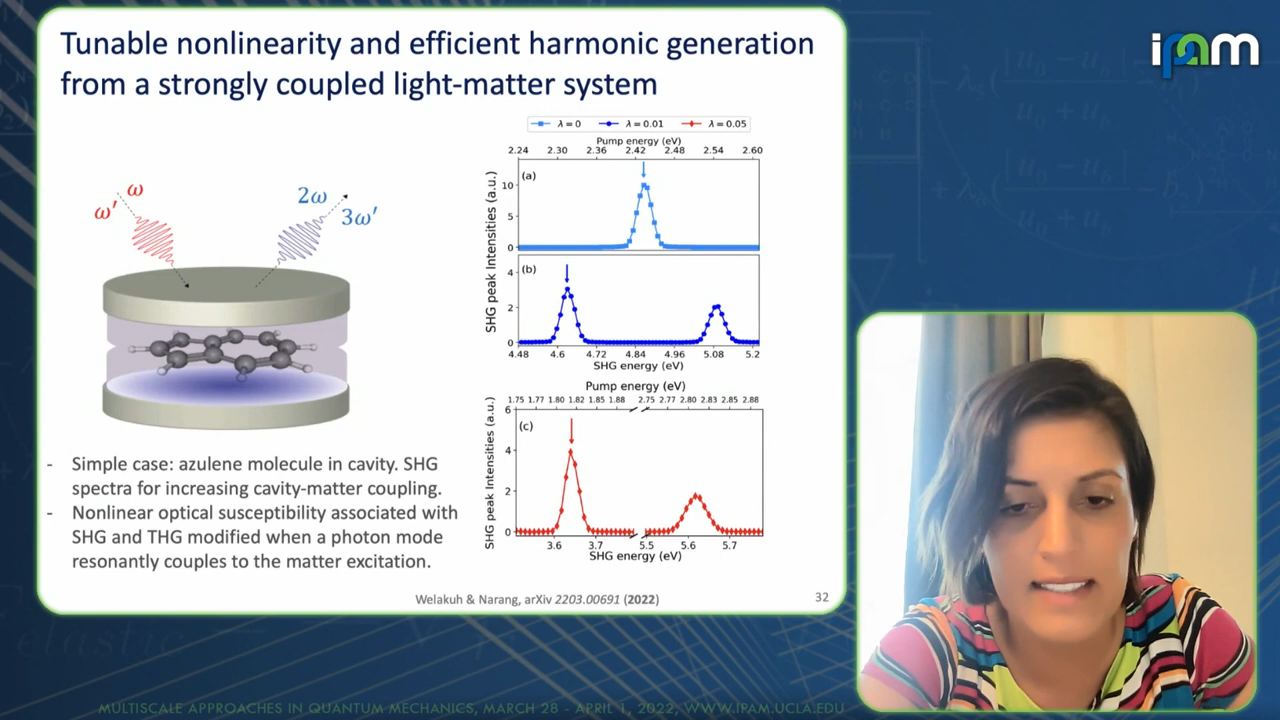 Tunable nonlinearity and efficient harmonic generation
from a strongly coupled light-matter system
ipam
ω
ω′
2ω
3ω′
λ = 0 λ = 0.01 λ = 0.05
Pump energy (eV)
2.24 2.30 2.36 2.42 2.48 2.54 2.60
(a)
10
5
0
SHG peak Intensities (a.u.)
(b)
4
2
0
4.48 4.6 4.72 4.84 4.96 5.08 5.2
SHG energy (eV)
Pump energy (eV)
1.75 1.77 1.80 1.82 1.85 1.88 2.75 2.77 2.80 2.83 2.85 2.88
SHG peak Intensities (a.u.)
(c)
6
4
2
0
3.6 3.7 5.5 5.6 5.7
SHG energy (eV)
- Simple case: azulene molecule in cavity. SHG
spectra for increasing cavity-matter coupling.
- Nonlinear optical susceptibility associated with
SHG and THG modified when a photon mode
resonantly couples to the matter excitation.
Welakuh & Narang, arXiv 2203.00691 (2022)
32
MULTISCALE APPROACHES IN QUANTUM MECHANICS, MARCH 28 - APRIL 1, 2022, WWW.IPAM.UCLA.EDU